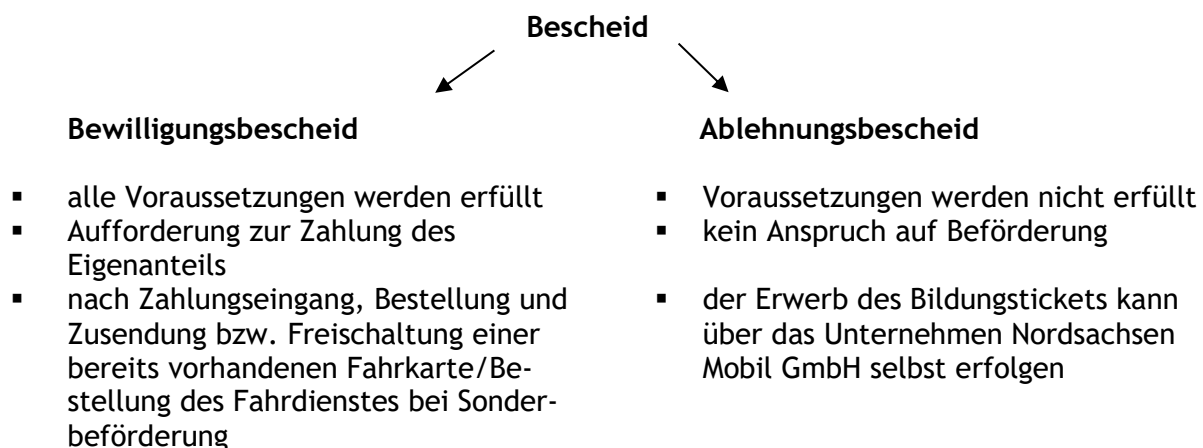 Bescheid
Bewilligungsbescheid
▪ alle Voraussetzungen werden erfüllt
▪ Aufforderung zur Zahlung des
Eigenanteils
▪ nach Zahlungseingang, Bestellung und
Zusendung bzw. Freischaltung einer
bereits vorhandenen Fahrkarte/Be-
stellung des Fahrdienstes bei Sonder-
beförderung
Ablehnungsbescheid
▪ Voraussetzungen werden nicht erfüllt
▪ kein Anspruch auf Beförderung
▪ der Erwerb des Bildungstickets kann
über das Unternehmen Nordsachsen
Mobil GmbH selbst erfolgen